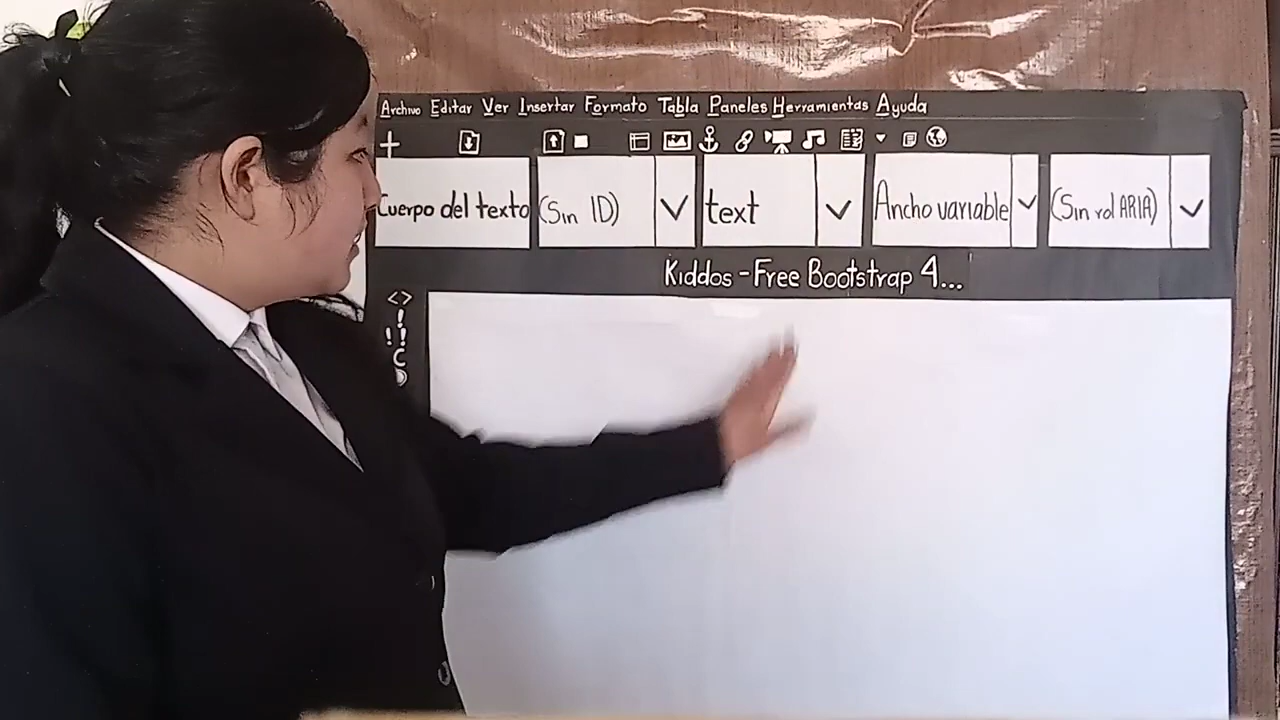 Archivo Editar Ver Insertar Formato Tabla Paneles Herramientas Ayuda
Cuerpo del texto (Sin ID) text Ancho variable (Sin rol ARIA)
Kiddos - Free Bootstrap 4...
<>
!
!!
C